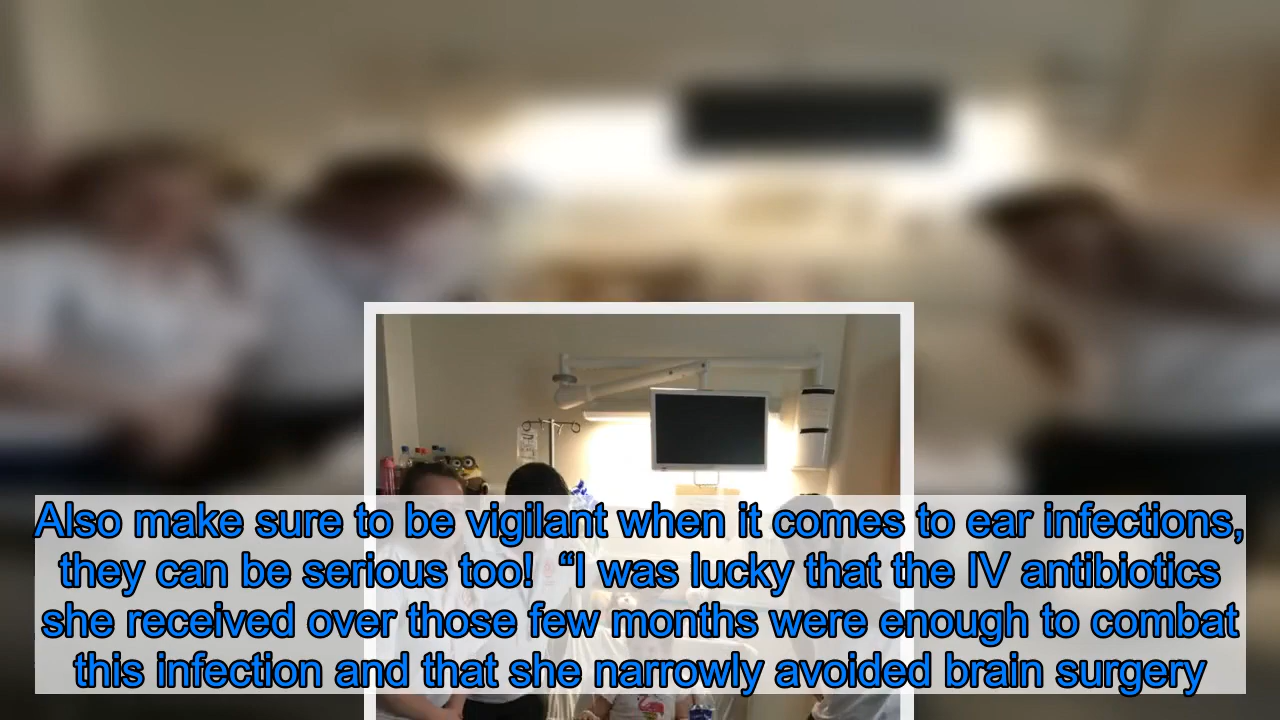 Also make sure to be vigilant when it comes to ear infections,
they can be serious too!  “I was lucky that the IV antibiotics
she received over those few months were enough to combat
this infection and that she narrowly avoided brain surgery